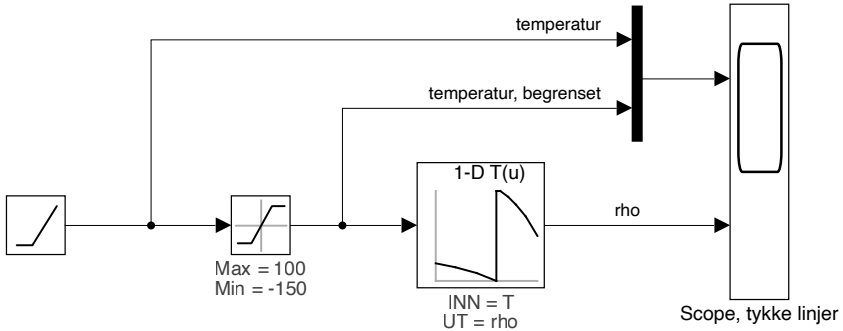 temperatur
temperatur, begrenset
1-D T(u)
rho
Max = 100
Min = -150
INN = T
UT = rho
Scope, tykke linjer